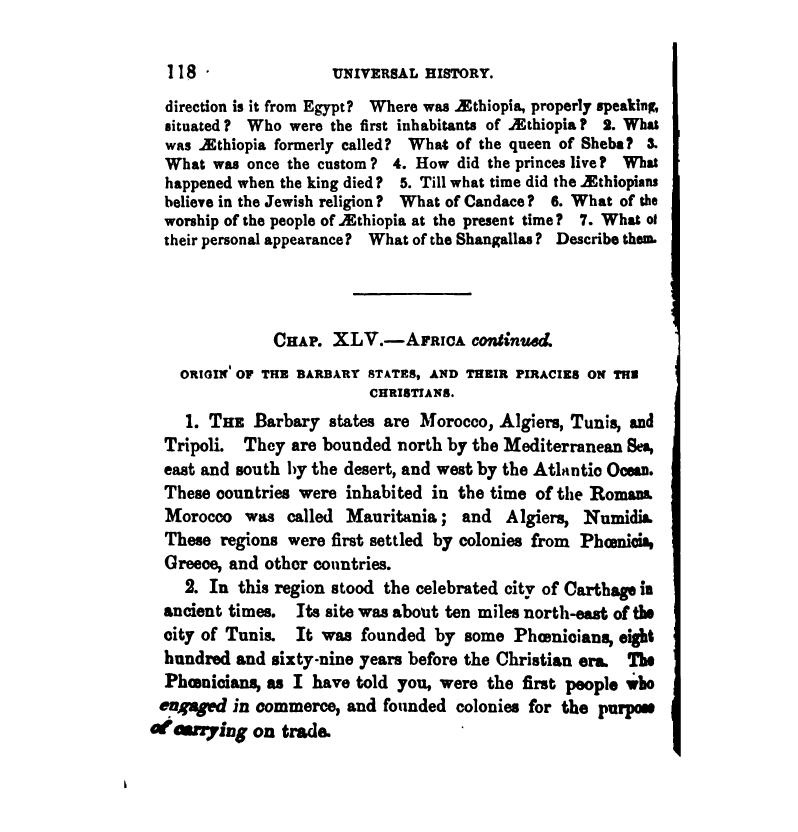 118 UNIVERSAL HISTORY.
direction is it from Egypt? Where was Æthiopia, properly speaking,
situated? Who were the first inhabitants of Æthiopia? 2. What
was Æthiopia formerly called? What of the queen of Sheba? 3.
What was once the custom? 4. How did the princes live? What
happened when the king died? 5. Till what time did the Æthiopians
believe in the Jewish religion? What of Candace? 6. What of the
worship of the people of Æthiopia at the present time? 7. What of
their personal appearance? What of the Shangallas? Describe them.
CHAP. XLV.—AFRICA continued.
ORIGIN OF THE BARBARY STATES, AND THEIR PIRACIES ON THE
CHRISTIANS.
1. THE Barbary states are Morocco, Algiers, Tunis, and
Tripoli. They are bounded north by the Mediterranean Sea,
east and south by the desert, and west by the Atlantic Ocean.
These countries were inhabited in the time of the Romans.
Morocco was called Mauritania; and Algiers, Numidia.
These regions were first settled by colonies from Phœnicia,
Greece, and other countries.
2. In this region stood the celebrated city of Carthage in
ancient times. Its site was about ten miles north-east of the
city of Tunis. It was founded by some Phœnicians, eight
hundred and sixty-nine years before the Christian era. The
Phœnicians, as I have told you, were the first people who
engaged in commerce, and founded colonies for the purpose
of carrying on trade.